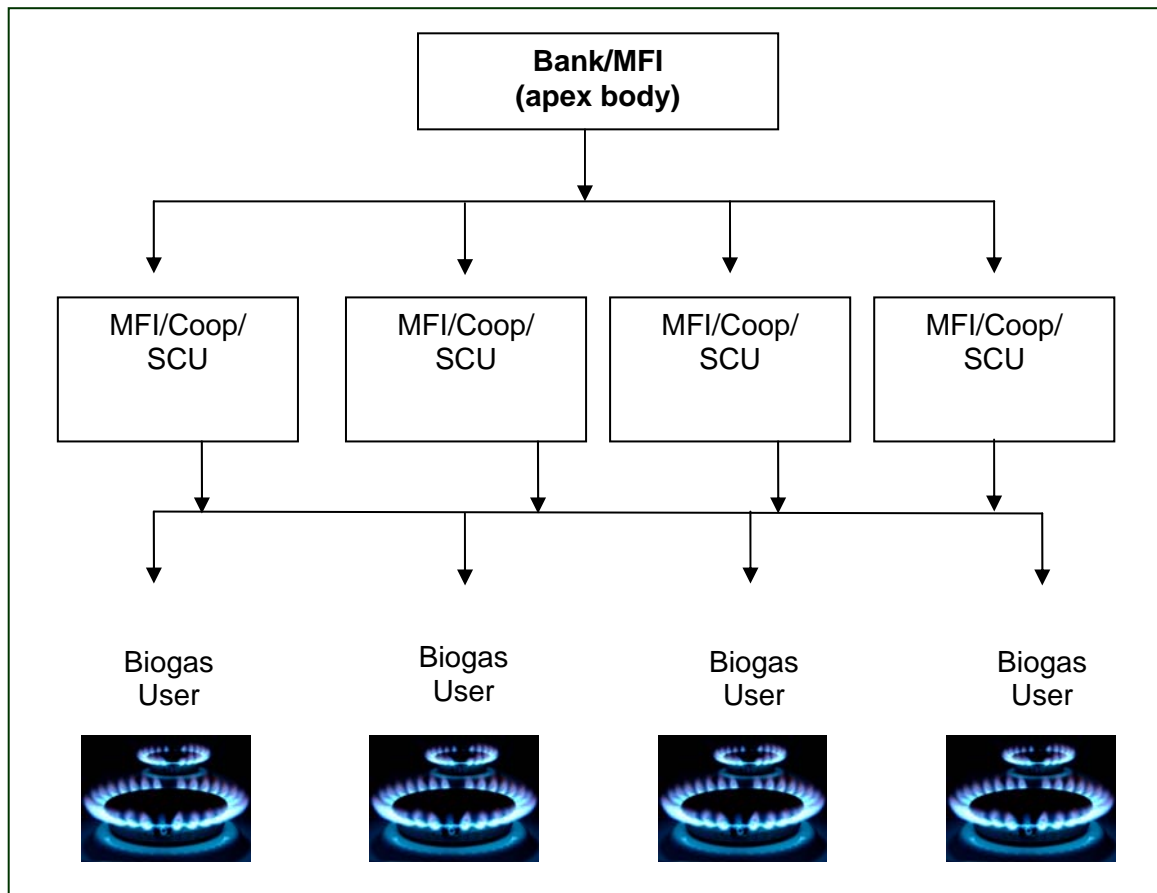 Bank/MFI
(apex body)
MFI/Coop/
SCU
MFI/Coop/
SCU
MFI/Coop/
SCU
MFI/Coop/
SCU
Biogas
User
Biogas
User
Biogas
User
Biogas
User